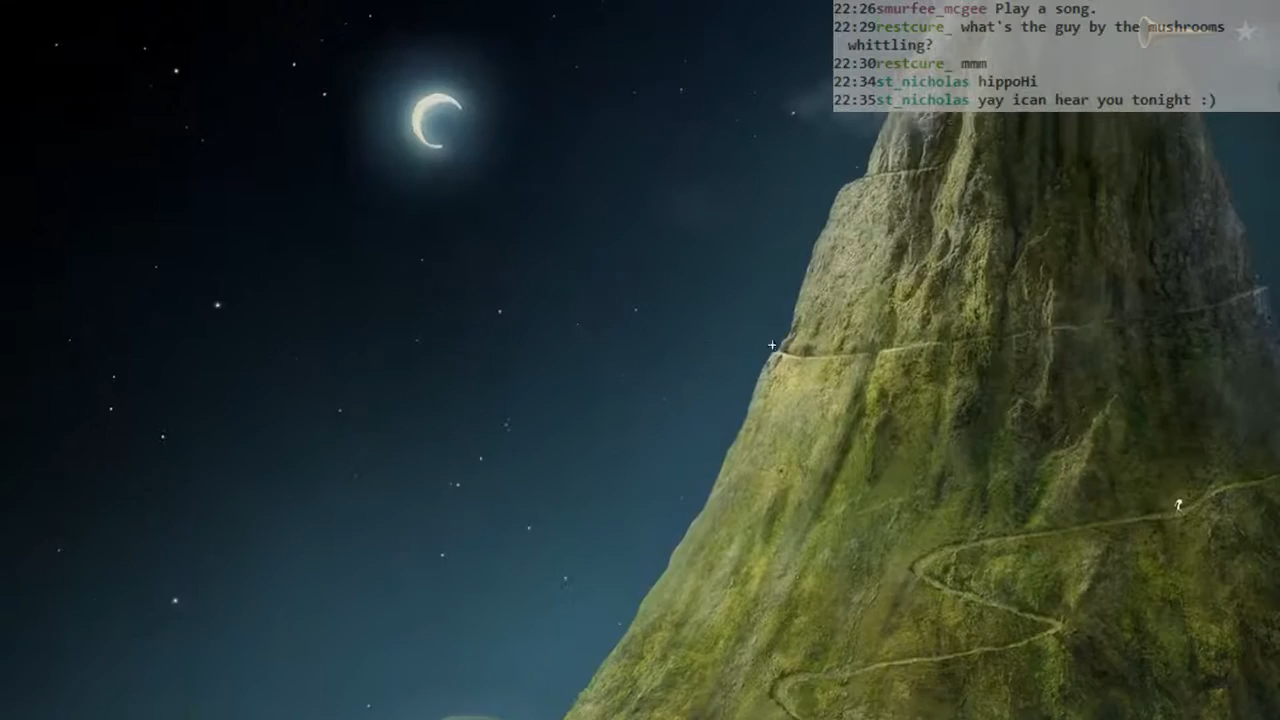 22:26smurfee_mcgee Play a song.
22:29restcure_ what's the guy by the mushrooms
whittling?
22:30restcure_ mmm
22:34st_nicholas hippoHi
22:35st_nicholas yay ican hear you tonight :)